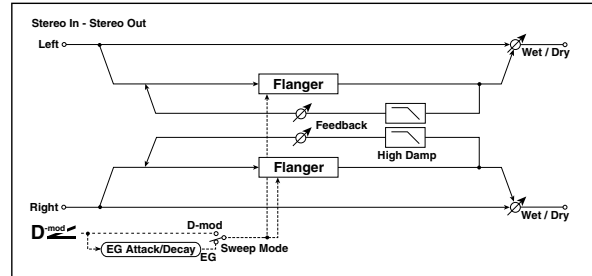 Stereo In - Stereo Out
Left
Wet / Dry
Flanger
Feedback
High Damp
Flanger
Right
Wet / Dry
D-mod
D-mod
EG Attack/Decay
EG
Sweep Mode